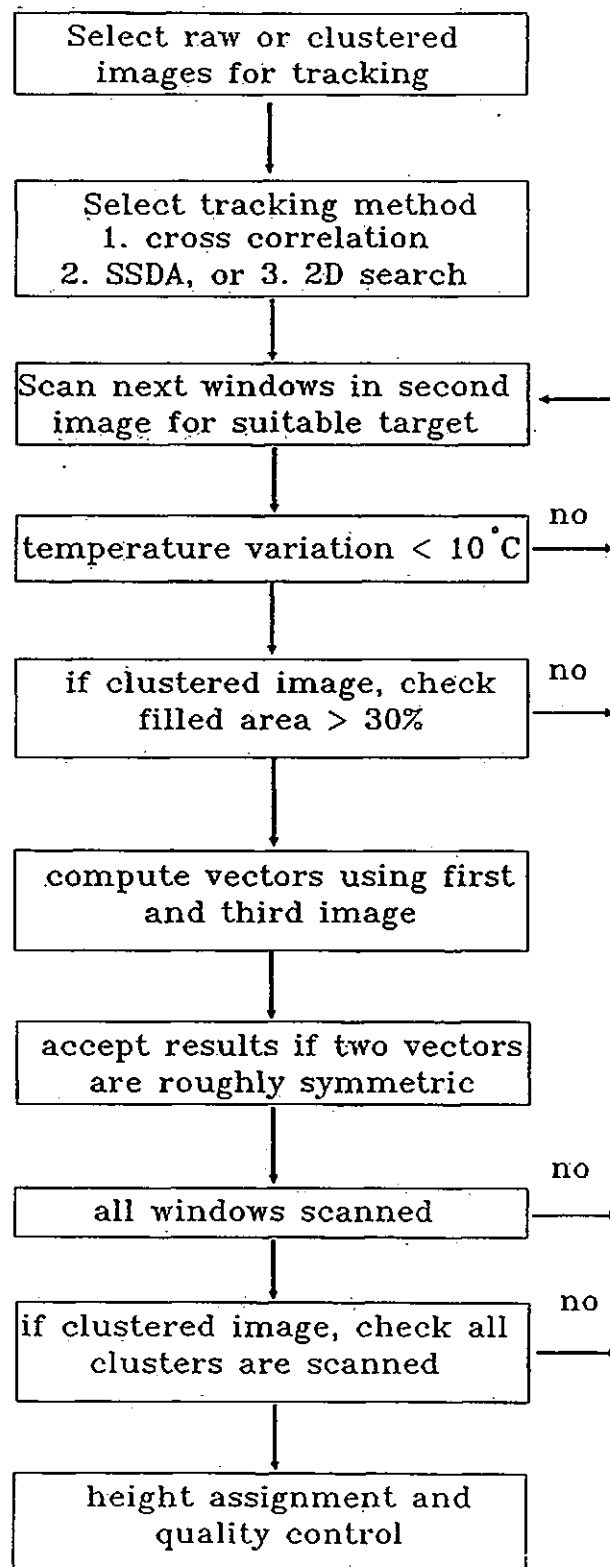 Select raw or clustered
images for tracking
Select tracking method
1. cross correlation
2. SSDA, or 3. 2D search
Scan next windows in second
image for suitable target
temperature variation < 10°C
no
if clustered image, check
filled area > 30%
no
compute vectors using first
and third image
accept results if two vectors
are roughly symmetric
all windows scanned
no
if clustered image, check all
clusters are scanned
no
height assignment and
quality control